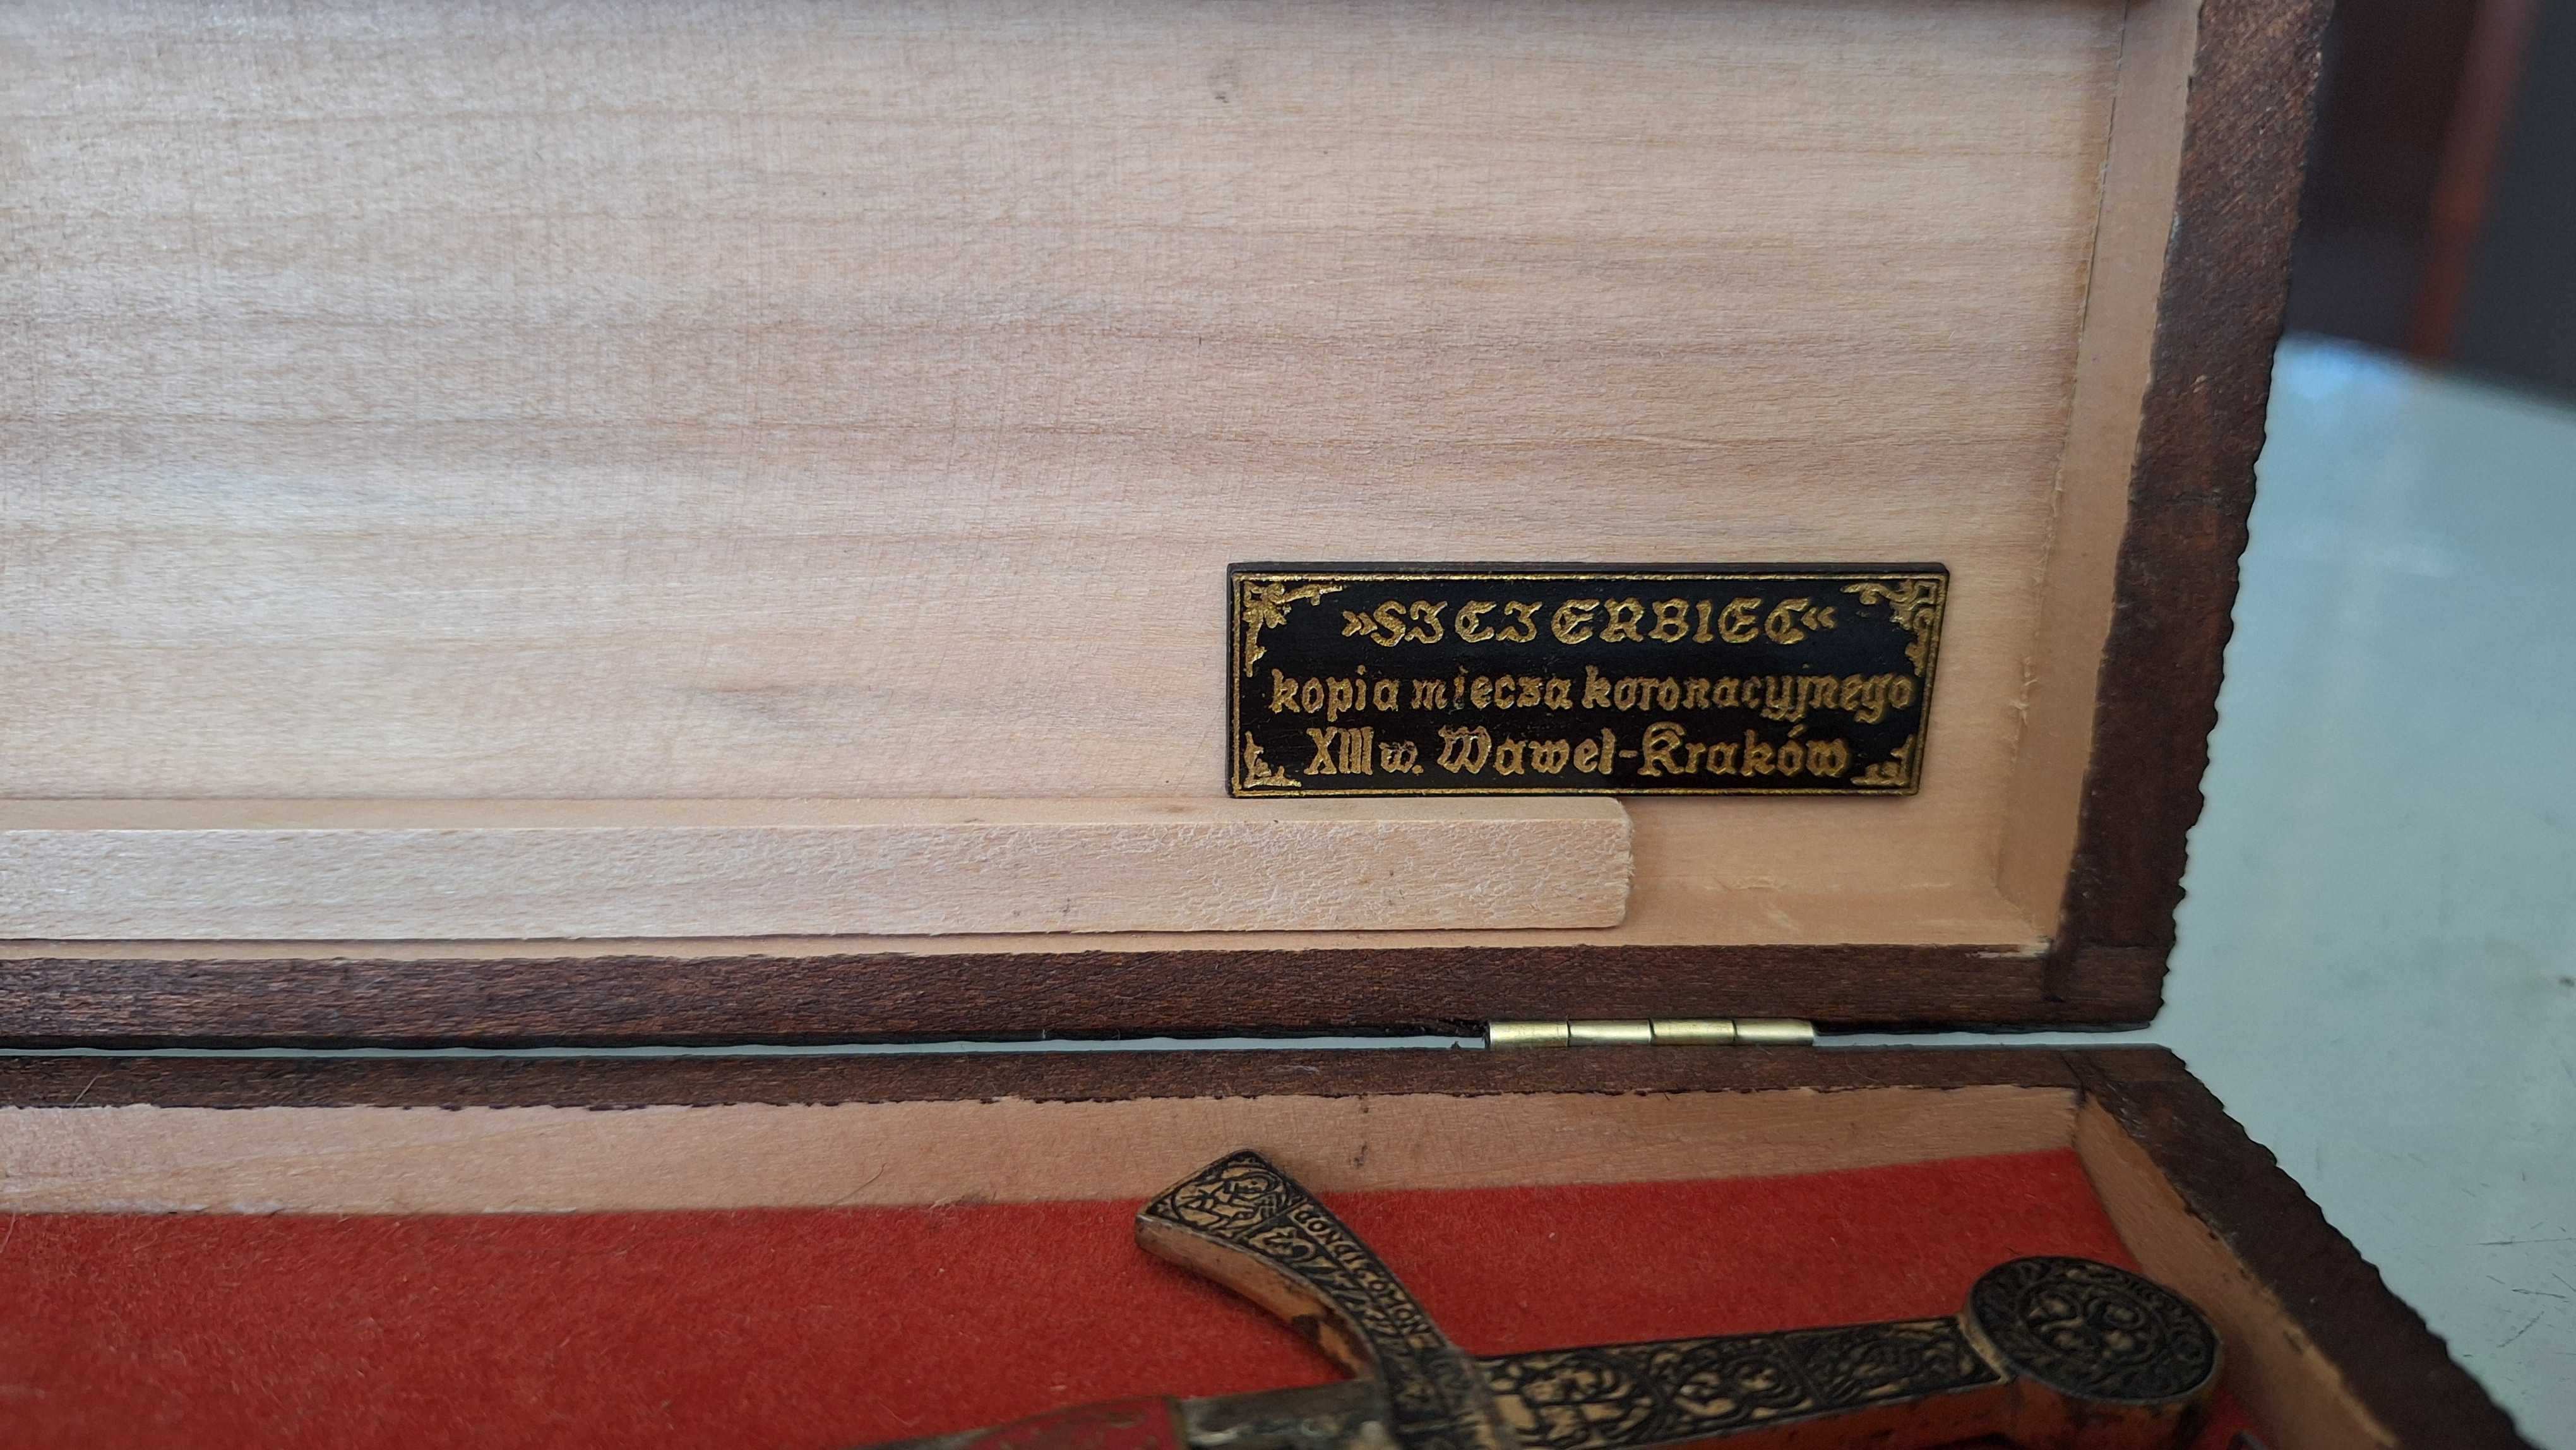 »SZCZERBIEC«
kopia miecza koronacyjnego
XIII w. Wawel-Kraków